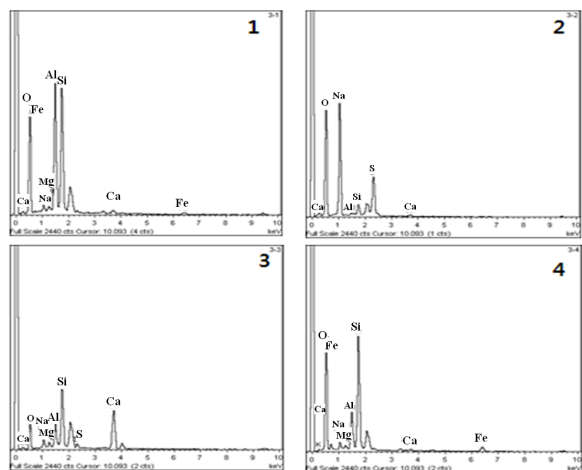 1
3-1
Al
Si
O
Fe
Mg
Ca
Na
Ca
Fe
0 1 2 3 4 5 6 7 8 9 10
Full Scale 2440 cts Cursor: 10.093 (4 cts)
keV
2
3-2
O
Na
S
Si
Al
Ca
Ca
0 1 2 3 4 5 6 7 8 9 10
Full Scale 2440 cts Cursor: 10.093 (1 cts)
keV
3
3-3
Si
Ca
O
Na
Al
Mg
S
Ca
0 1 2 3 4 5 6 7 8 9 10
Full Scale 2440 cts Cursor: 10.093 (2 cts)
keV
4
3-4
Si
O
Fe
Al
Ca
Na
Mg
K
Ca
Fe
0 1 2 3 4 5 6 7 8 9 10
Full Scale 2440 cts Cursor: 10.093 (2 cts)
keV